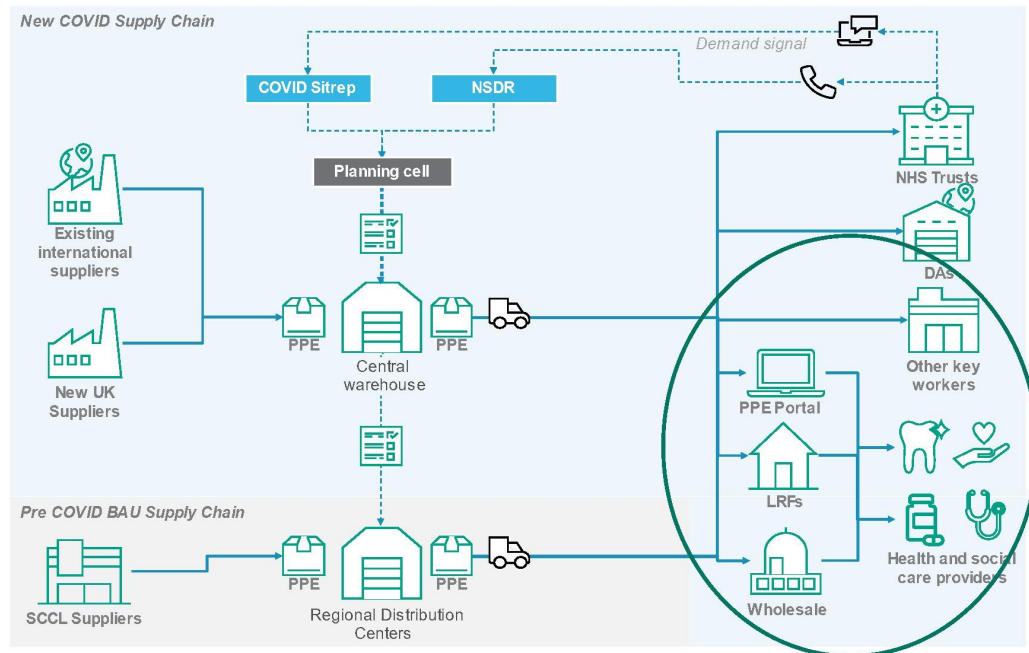 New COVID Supply Chain
Demand signal
COVID Sitrep
NSDR
Planning cell
NHS Trusts
Existing
international
suppliers
DAs
PPE
PPE
Central
warehouse
New UK
Suppliers
Other key
workers
PPE Portal
LRFs
Pre COVID BAU Supply Chain
PPE
PPE
SCCL Suppliers
Regional Distribution
Centers
Wholesale
Health and social
care providers